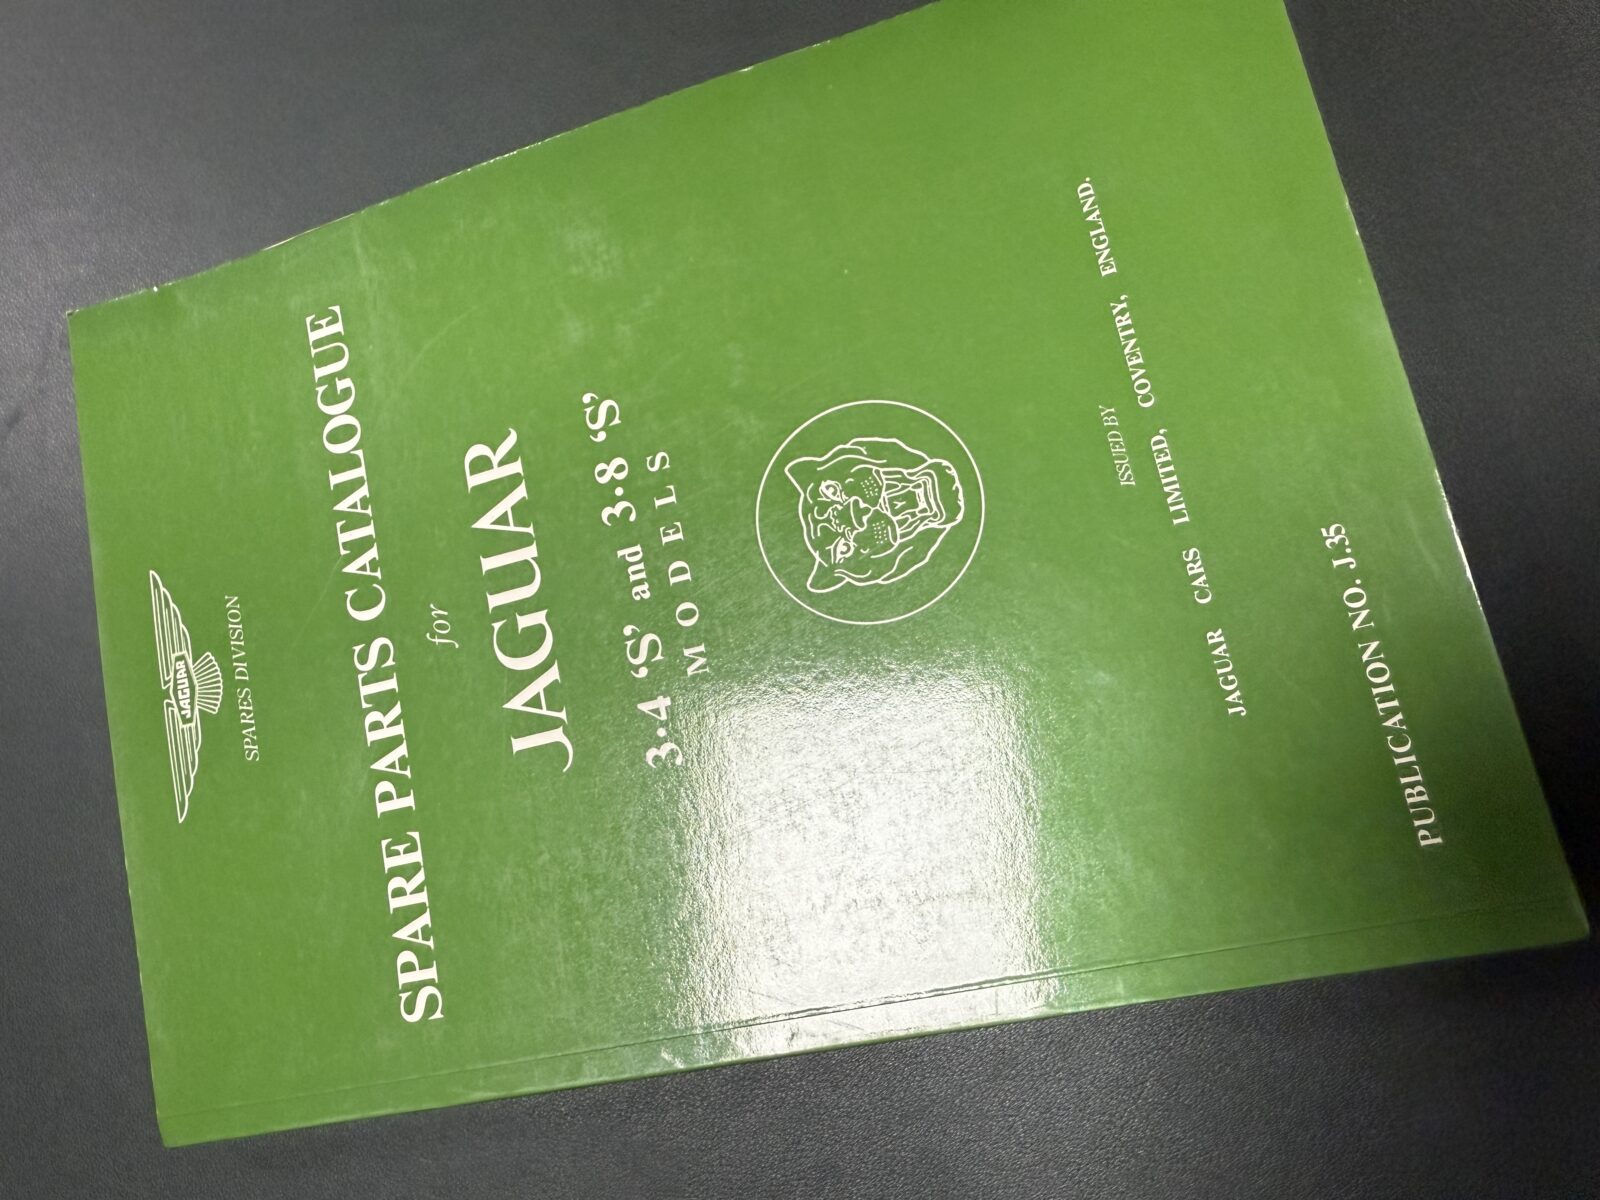 JAGUAR
SPARES DIVISION
SPARE PARTS CATALOGUE
for
JAGUAR
3·4 ‘S’ and 3·8 ‘S’
MODELS
ISSUED BY
JAGUAR CARS LIMITED, COVENTRY, ENGLAND.
PUBLICATION NO. J.35